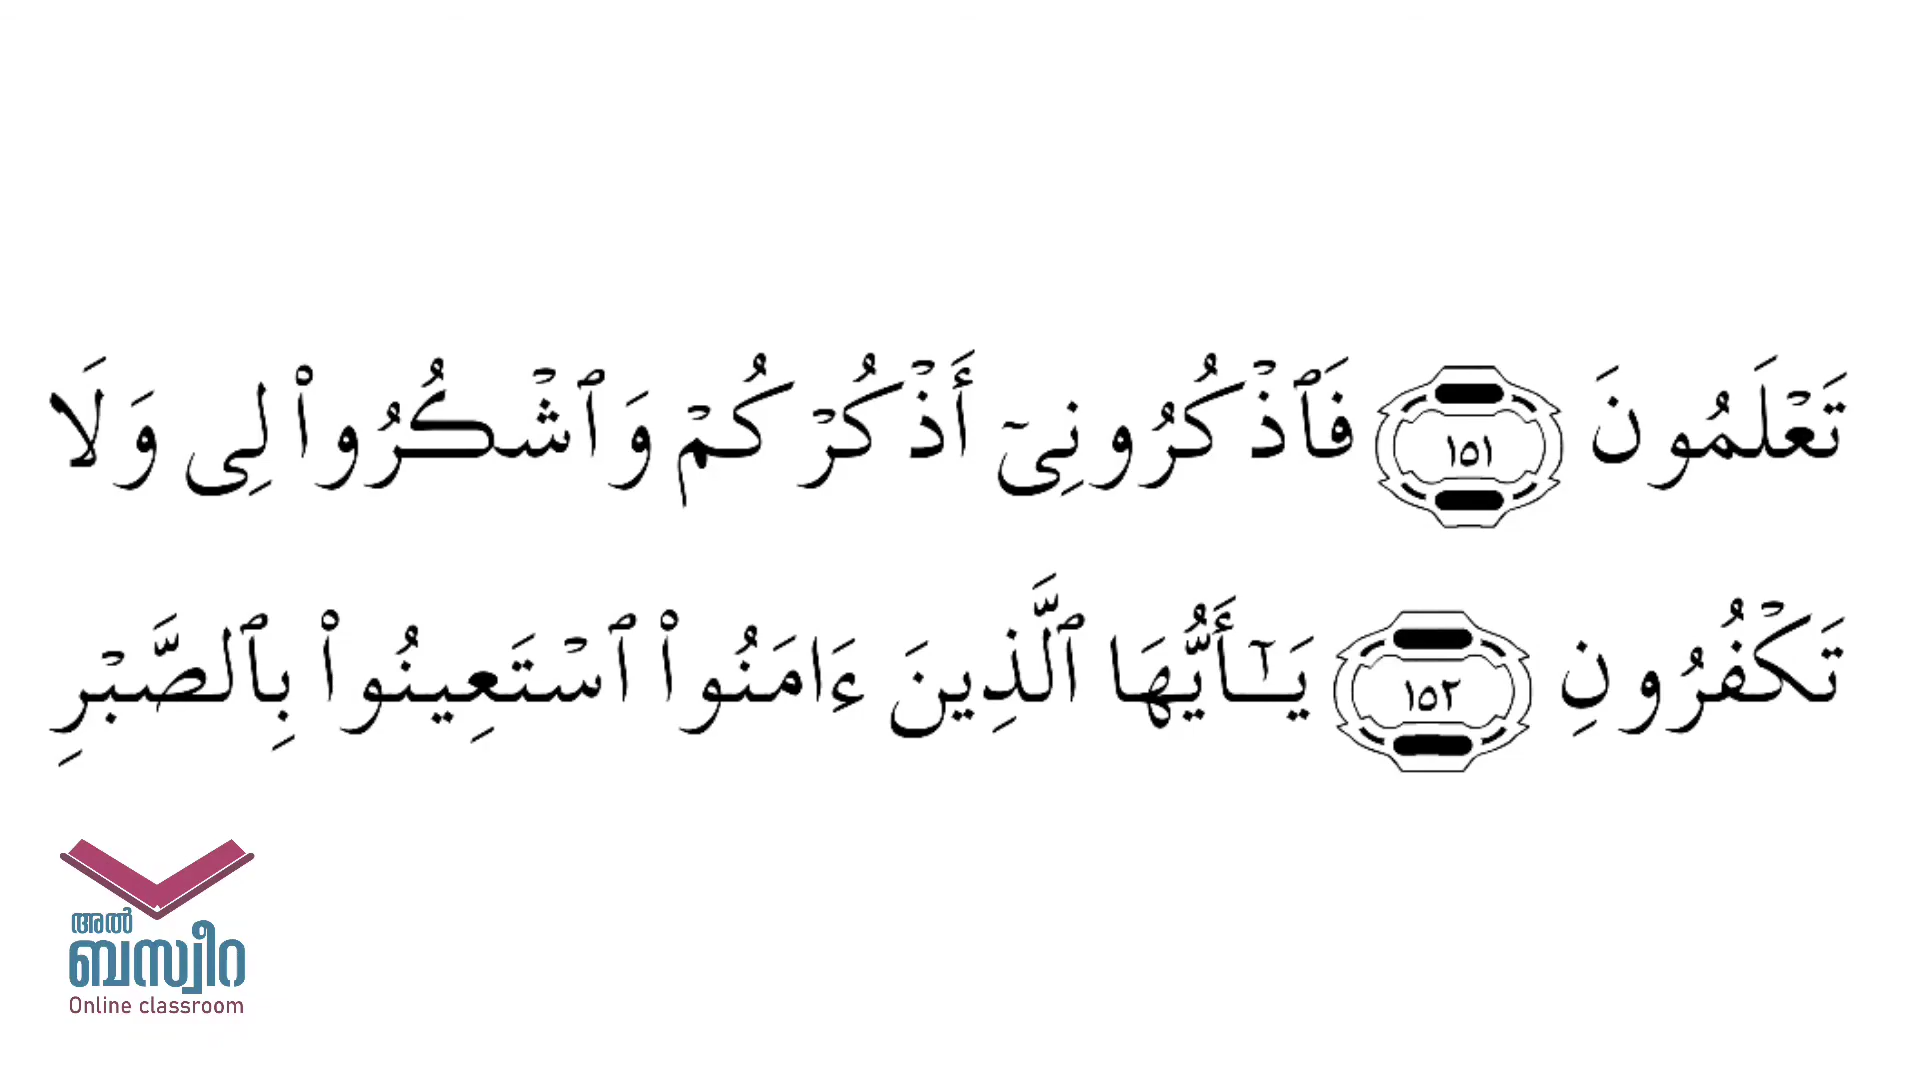 تَعۡلَمُونَ ١٥١ فَٱذۡكُرُونِيٓ أَذۡكُرۡكُمۡ وَٱشۡكُرُواْ لِي وَلَا
تَكۡفُرُونِ ١٥٢ يَـٰٓأَيُّهَا ٱلَّذِينَ ءَامَنُواْ ٱسۡتَعِينُواْ بِٱلصَّبۡرِ
അൽ
ബസ്വീറ
Online classroom